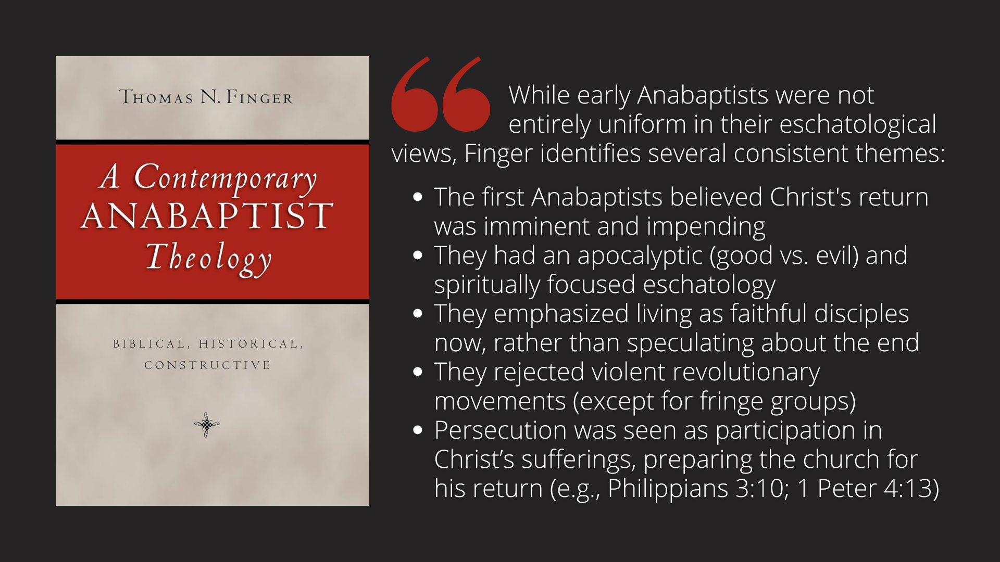 THOMAS N. FINGER
A Contemporary
ANABAPTIST
Theology
BIBLICAL, HISTORICAL,
CONSTRUCTIVE
“
While early Anabaptists were not
entirely uniform in their eschatological
views, Finger identifies several consistent themes:
• The first Anabaptists believed Christ's return
was imminent and impending
• They had an apocalyptic (good vs. evil) and
spiritually focused eschatology
• They emphasized living as faithful disciples
now, rather than speculating about the end
• They rejected violent revolutionary
movements (except for fringe groups)
• Persecution was seen as participation in
Christ’s sufferings, preparing the church for
his return (e.g., Philippians 3:10; 1 Peter 4:13)